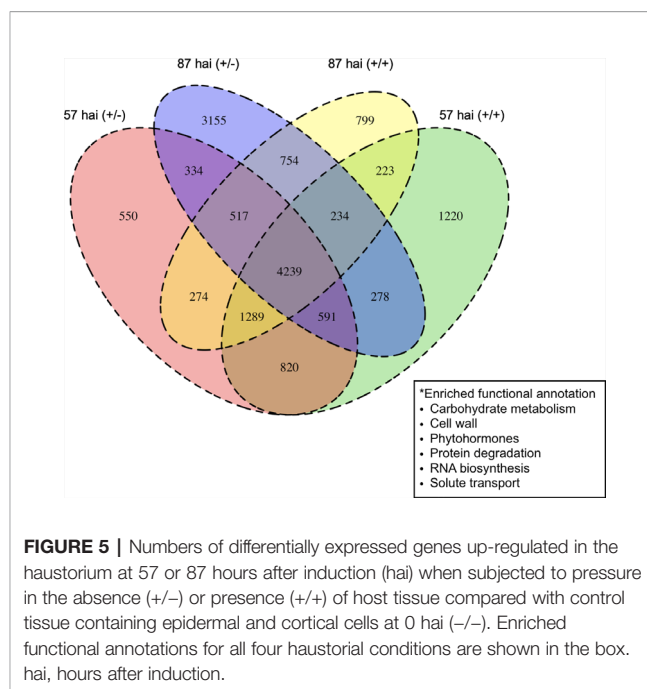 87 hai (+/-)
87 hai (+/+)
57 hai (+/-)
57 hai (+/+)
3155
799
334
754
223
550
517
234
1220
4239
274
278
1289
591
820
*Enriched functional annotation
• Carbohydrate metabolism
• Cell wall
• Phytohormones
• Protein degradation
• RNA biosynthesis
• Solute transport
FIGURE 5 | Numbers of differentially expressed genes up-regulated in the
haustorium at 57 or 87 hours after induction (hai) when subjected to pressure
in the absence (+/−) or presence (+/+) of host tissue compared with control
tissue containing epidermal and cortical cells at 0 hai (−/−). Enriched
functional annotations for all four haustorial conditions are shown in the box.
hai, hours after induction.